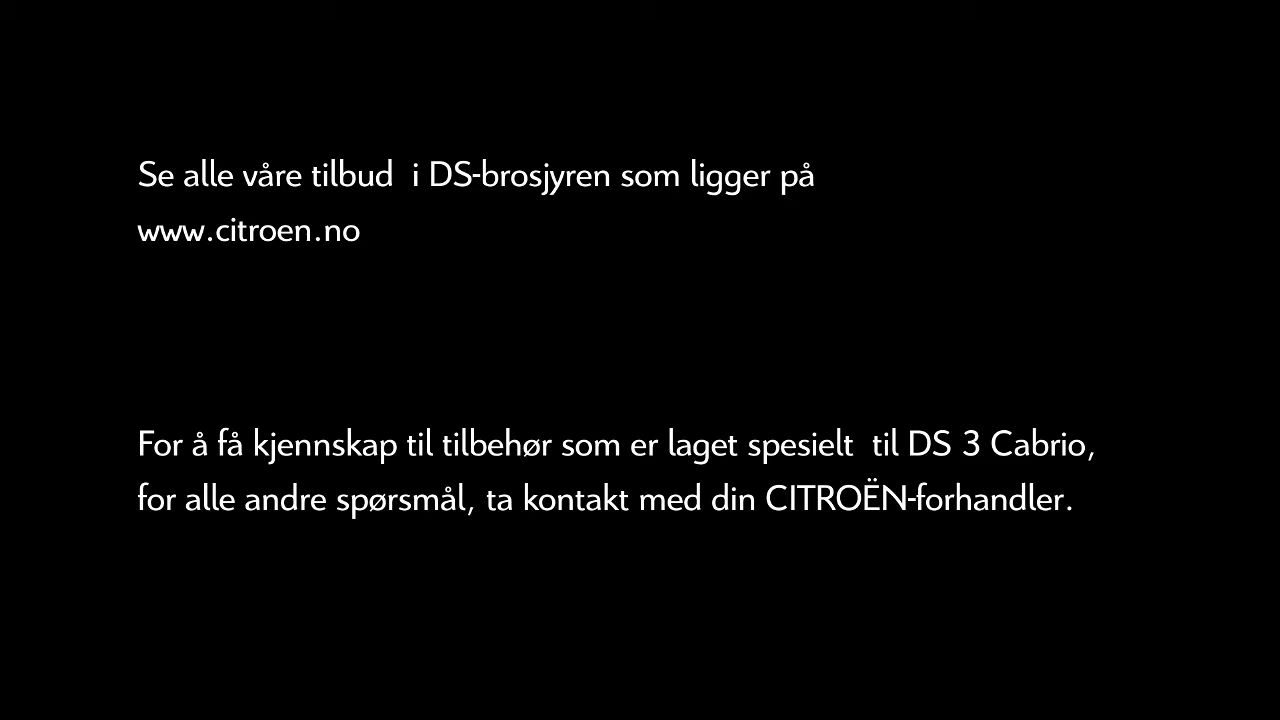 Se alle våre tilbud  i DS-brosjyren som ligger på
www.citroen.no
For å få kjennskap til tilbehør som er laget spesielt  til DS 3 Cabrio,
for alle andre spørsmål, ta kontakt med din CITROËN-forhandler.